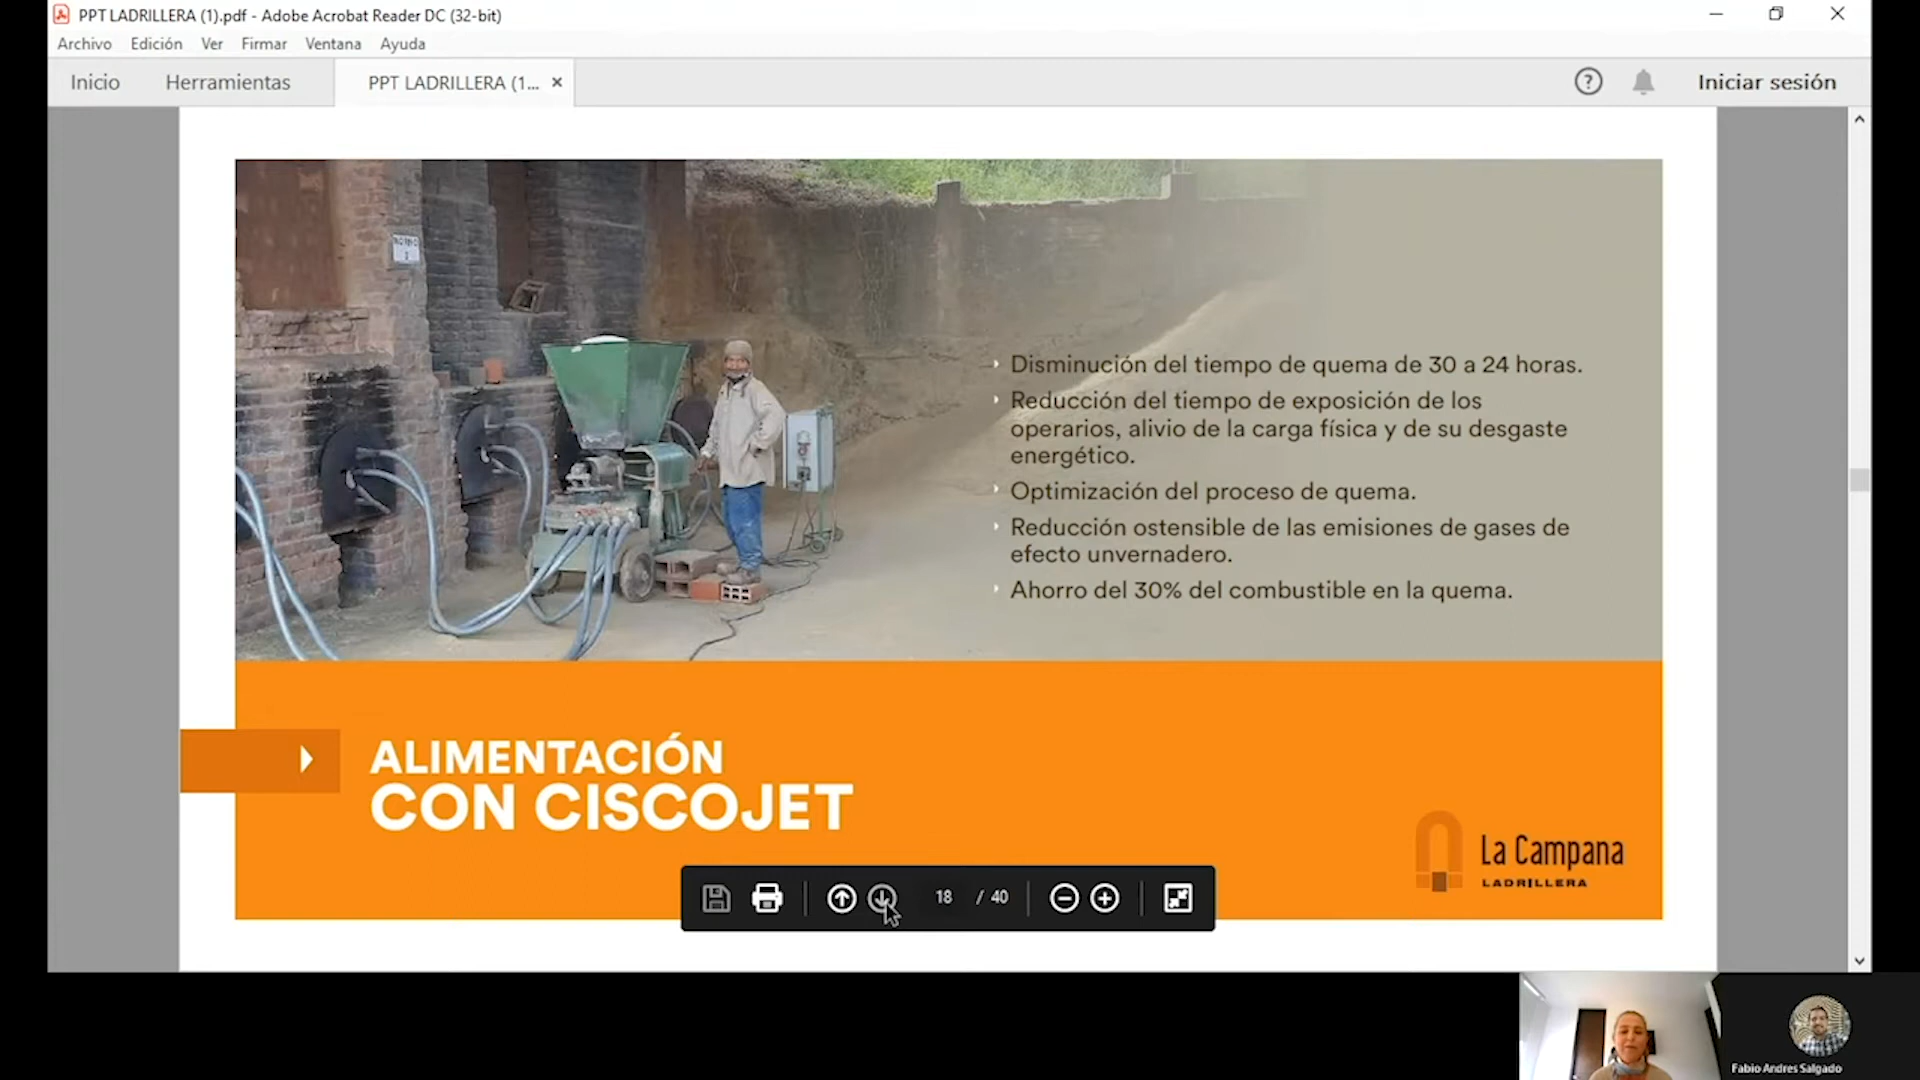 PPT LADRILLERA (1).pdf - Adobe Acrobat Reader DC (32-bit)
Archivo Edición Ver Firmar Ventana Ayuda
Inicio Herramientas PPT LADRILLERA (1... × Iniciar sesión
Disminución del tiempo de quema de 30 a 24 horas.
Reducción del tiempo de exposición de los
operarios, alivio de la carga física y de su desgaste
energético.
Optimización del proceso de quema.
Reducción ostensible de las emisiones de gases de
efecto unvernadero.
Ahorro del 30% del combustible en la quema.
ALIMENTACIÓN
CON CISCOJET
La Campana
LADRILLERA
18 / 40
Fabio Andres Salgado